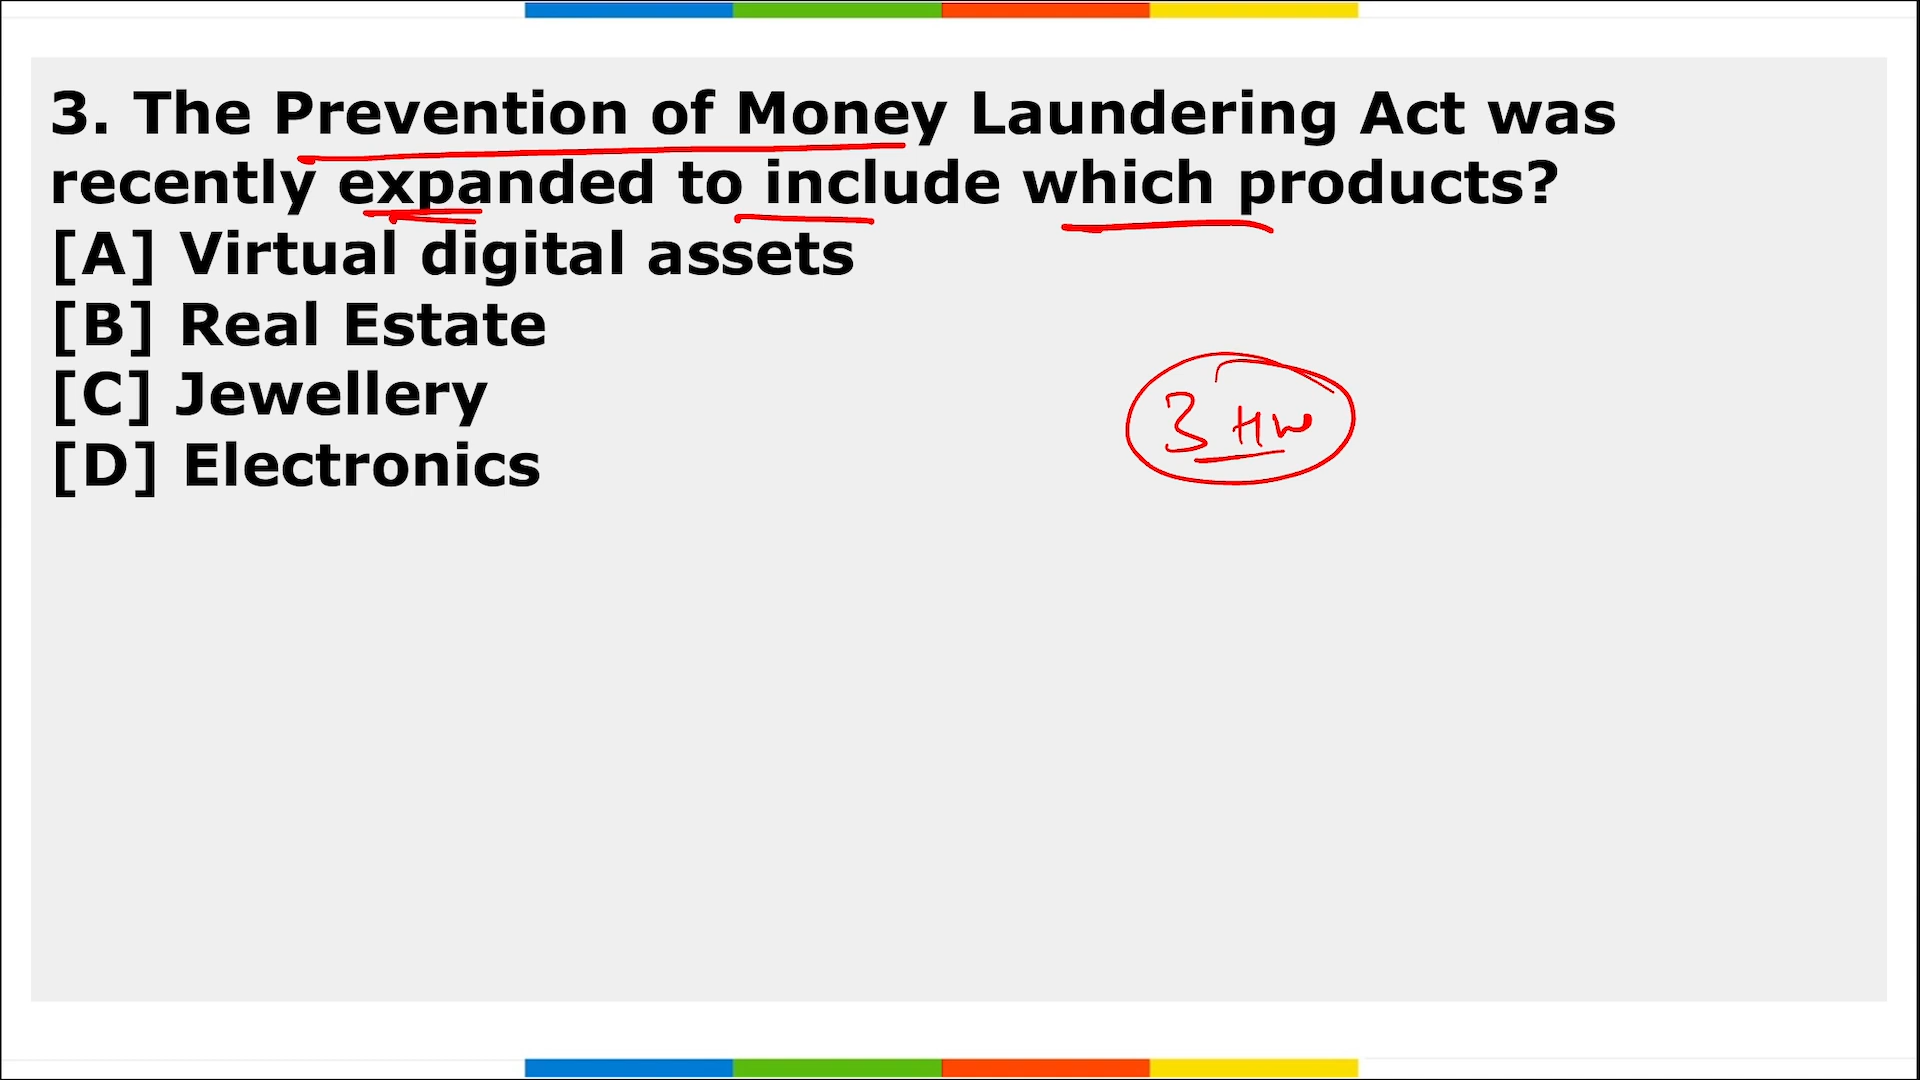 3. The Prevention of Money Laundering Act was
recently expanded to include which products?
[A] Virtual digital assets
[B] Real Estate
[C] Jewellery
[D] Electronics
3 HW